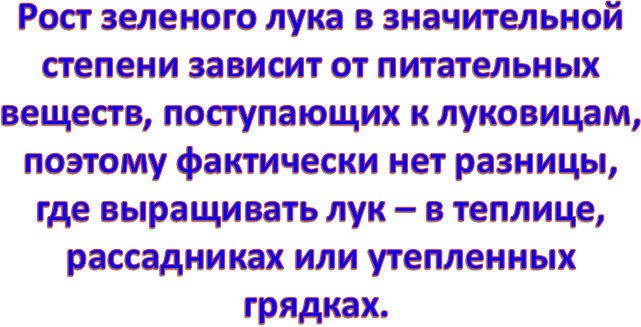 Рост зеленого лука в значительной
степени зависит от питательных
веществ, поступающих к луковицам,
поэтому фактически нет разницы,
где выращивать лук – в теплице,
рассадниках или утепленных
грядках.